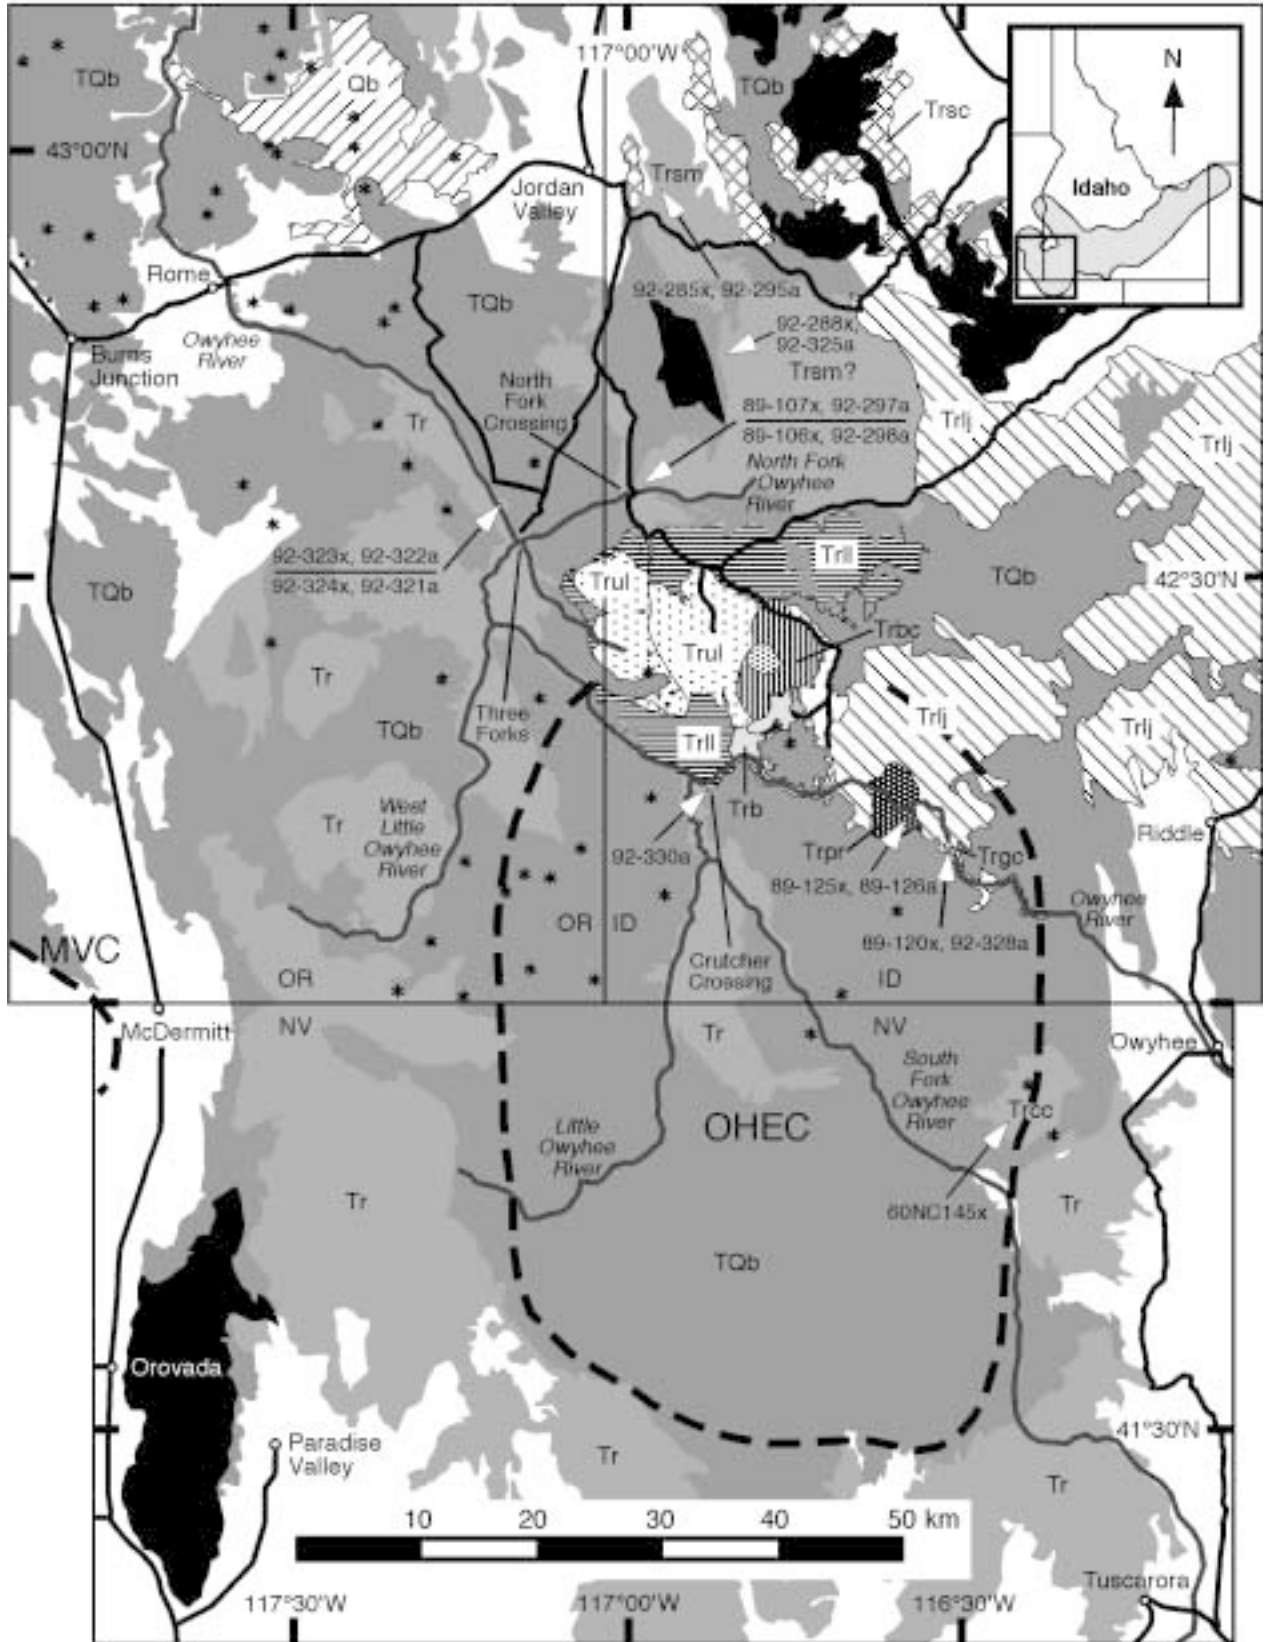 117°00'W
N
TQb
Qb
TQb
Trsc
43°00'N
Trsm
Idaho
Jordan
Valley
Rome
TQb
92-285x, 92-295a
92-288x,
92-325a
Owyhee
River
Burns
Junction
North
Fork
Crossing
Trsm?
89-107x, 92-297a
89-106x, 92-298a
Tr
Trlj
Trlj
North Fork
Owyhee
River
92-323x, 92-322a
92-324x, 92-321a
Trll
TQb
42°30'N
TQb
Trul
Trbc
Trul
Tr
TQb
Three
Forks
Trlj
Trlj
Trll
Trb
West
Little
Owyhee
River
Tr
Riddle
92-330a
Trpr
Trgc
89-125x, 89-126a
Owyhee
River
OR
ID
89-120x, 92-328a
MVC
OR
Crutcher
Crossing
ID
McDermitt
NV
Tr
NV
Owyhee
South
Fork
Owyhee
River
Trcc
OHEC
Little
Owyhee
River
Tr
60NC145x
Tr
TQb
Orovada
41°30'N
Paradise
Valley
Tr
Tr
10
20
30
40
50 km
Tuscarora
117°30'W
117°00'W
116°30'W